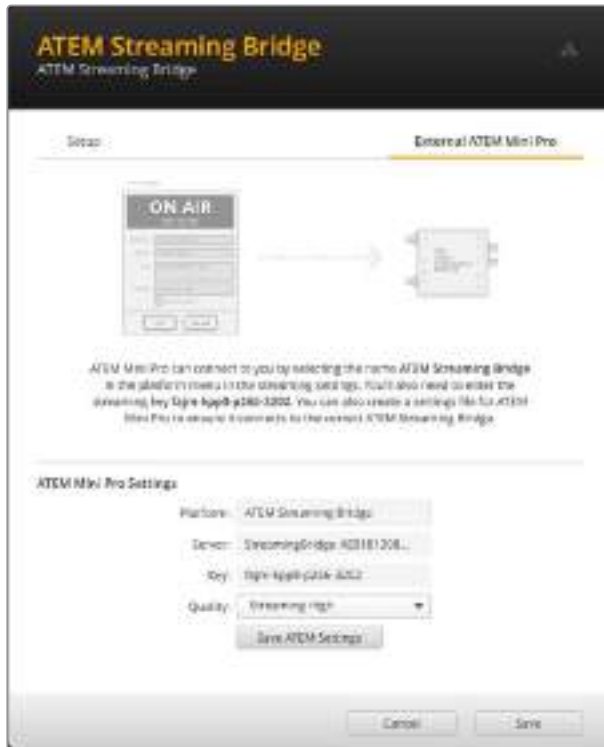 ATEM Streaming Bridge
ATEM Streaming Bridge
Setup
External ATEM Mini Pro
ON AIR
ATEM Mini Pro can connect to you by selecting the name ATEM Streaming Bridge
in the platform menu in the streaming settings. You'll also need to enter the
streaming key. You can also create a settings file for ATEM
Mini Pro to ensure it connects to the correct ATEM Streaming Bridge.
ATEM Mini Pro Settings
Platform: ATEM Streaming Bridge
Server:
Key:
Quality: Streaming High
Save ATEM Settings
Cancel
Save